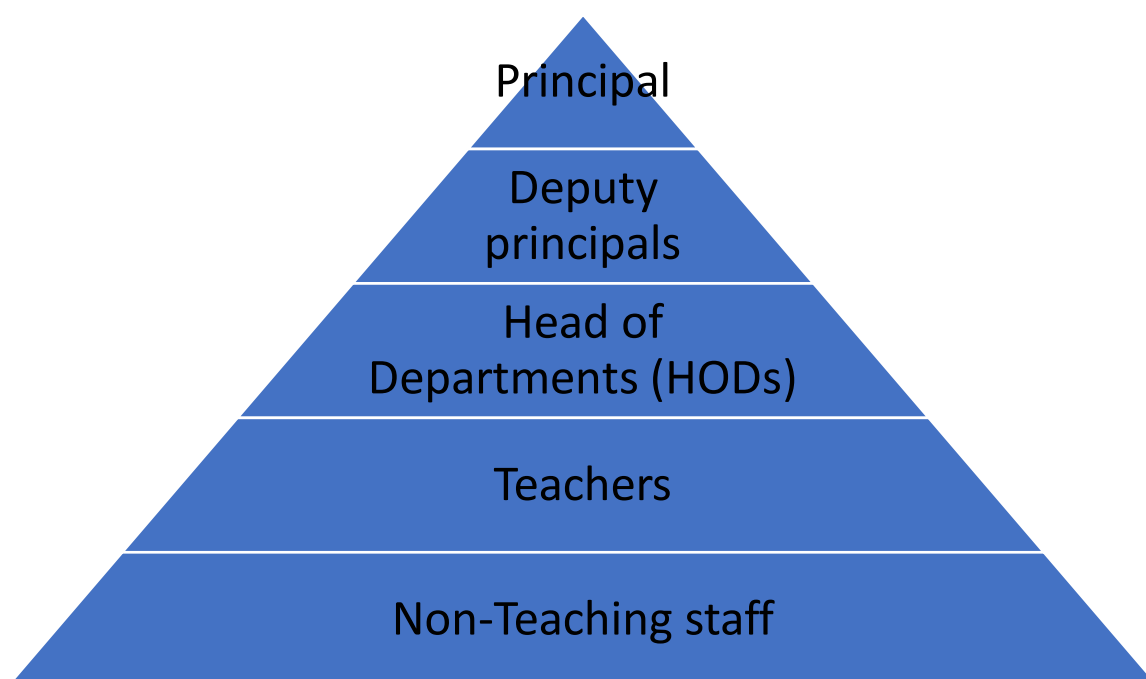 Principal
Deputy
principals
Head of
Departments (HODs)
Teachers
Non-Teaching staff